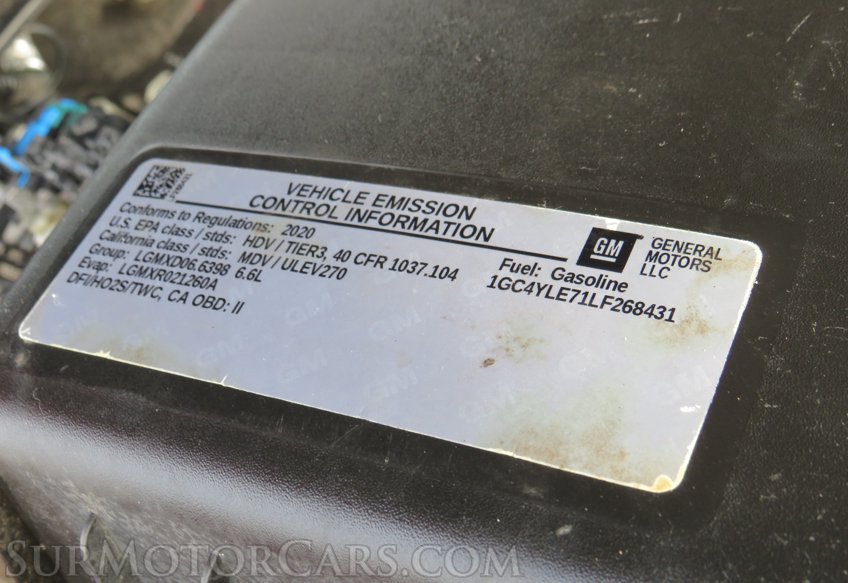 VEHICLE EMISSION
CONTROL INFORMATION
Conforms to Regulations: 2020
U.S. EPA class / stds: HDV / TIER3, 40 CFR 1037.104
California class / stds: MDV / ULEV270
Group: LGMXD06.6398 6.6L
Evap: LGMXR021260A
DFI/HO2S/TWC, CA OBD: II
Fuel: Gasoline
1GC4YLE71LF268431
GM
GENERAL
MOTORS
LLC
SurMotorCars.com